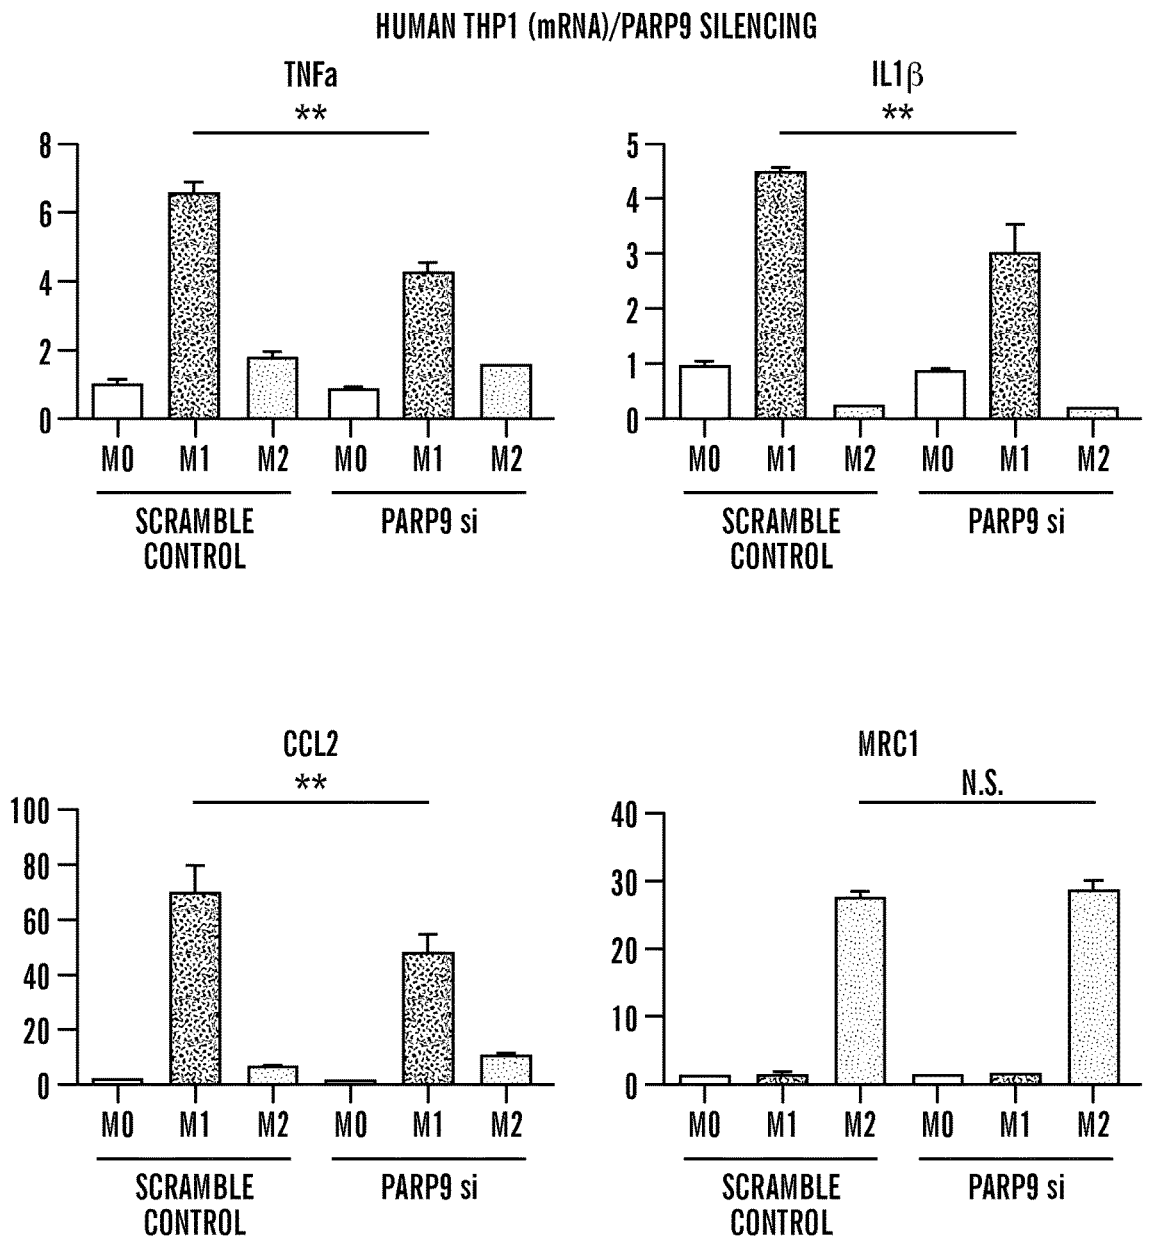 HUMAN THP1 (mRNA)/PARP9 SILENCING
TNFa
**
8
6
4
2
0
M0 M1 M2 M0 M1 M2
SCRAMBLE
CONTROL
PARP9 si
IL1β
**
5
4
3
2
1
0
M0 M1 M2 M0 M1 M2
SCRAMBLE
CONTROL
PARP9 si
CCL2
**
100
80
60
40
20
0
M0 M1 M2 M0 M1 M2
SCRAMBLE
CONTROL
PARP9 si
MRC1
N.S.
40
30
20
10
0
M0 M1 M2 M0 M1 M2
SCRAMBLE
CONTROL
PARP9 si